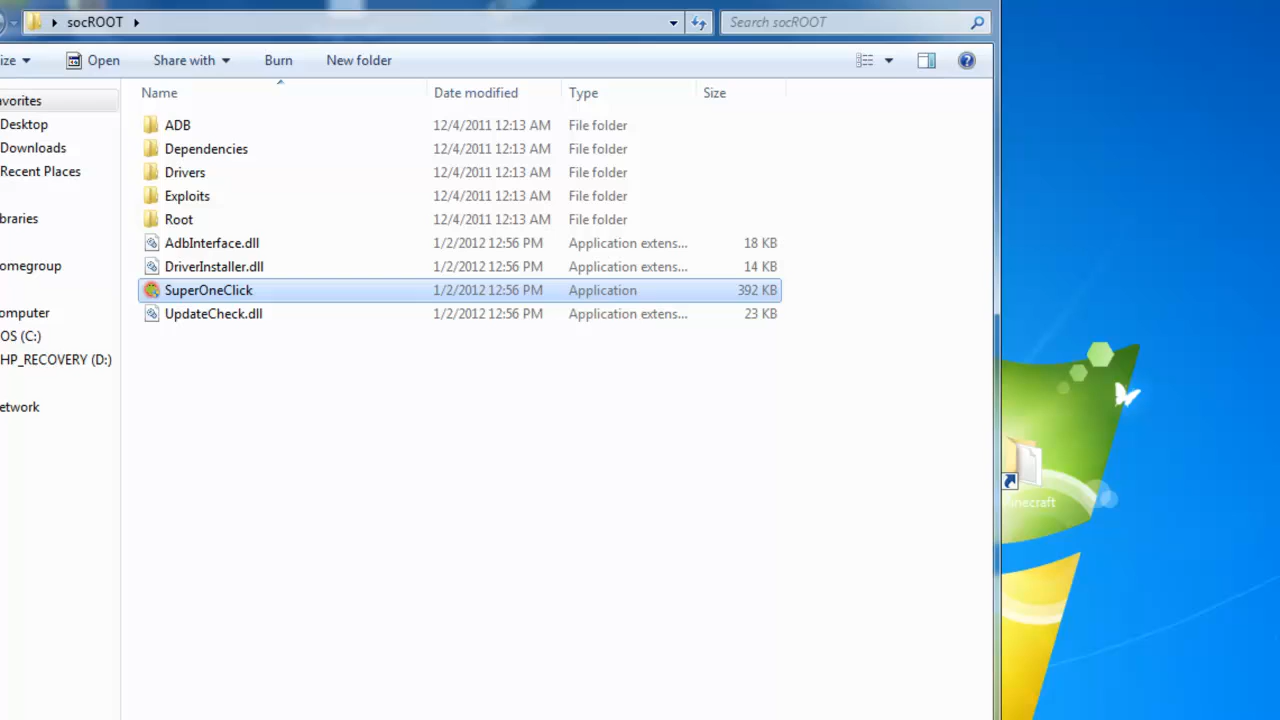 socROOT
Search socROOT
ize
Open
Share with
Burn
New folder
Name Date modified Type Size
avorites
Desktop
Downloads
Recent Places
braries
omegroup
omputer
OS (C:)
HP_RECOVERY (D:)
etwork
ADB 12/4/2011 12:13 AM File folder
Dependencies 12/4/2011 12:13 AM File folder
Drivers 12/4/2011 12:13 AM File folder
Exploits 12/4/2011 12:13 AM File folder
Root 12/4/2011 12:13 AM File folder
AdbInterface.dll 1/2/2012 12:56 PM Application extens... 18 KB
DriverInstaller.dll 1/2/2012 12:56 PM Application extens... 14 KB
SuperOneClick 1/2/2012 12:56 PM Application 392 KB
UpdateCheck.dll 1/2/2012 12:56 PM Application extens... 23 KB
inecraft